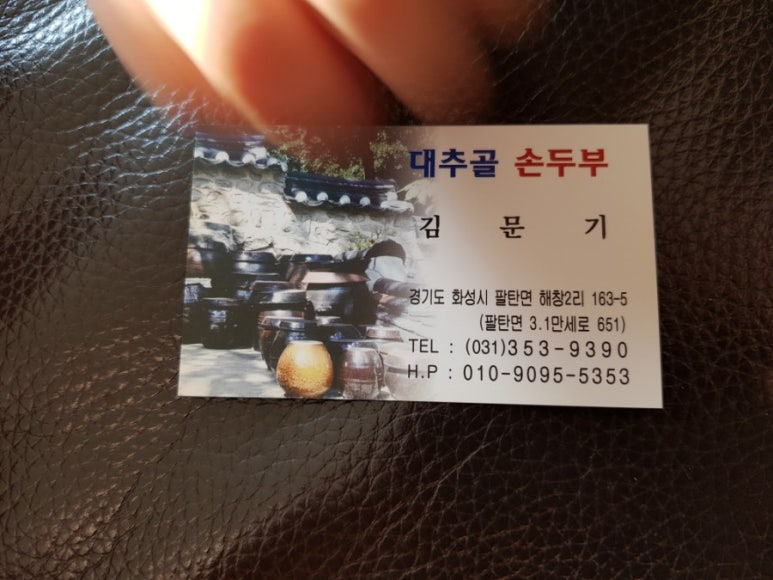 대추골 손두부
김 문 기
경기도 화성시 팔탄면 해창2리 163-5
(팔탄면 3.1만세로 651)
TEL : (031)353-9390
H.P : 010-9095-5353